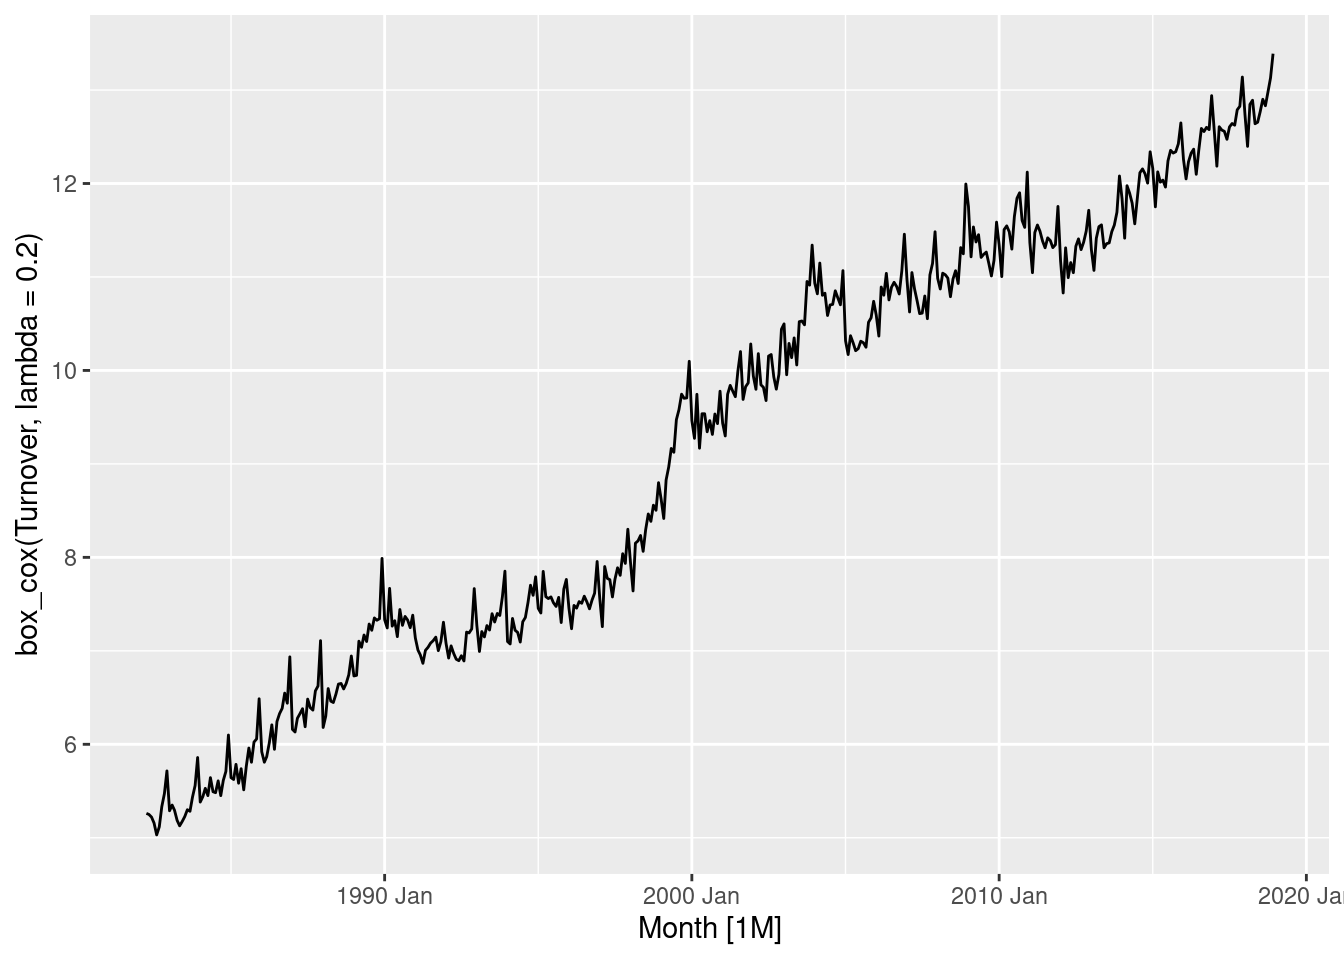 box_cox(Turnover, lambda = 0.2)
12
10
8
6
1990 Jan
2000 Jan
2010 Jan
2020 Jan
Month [1M]